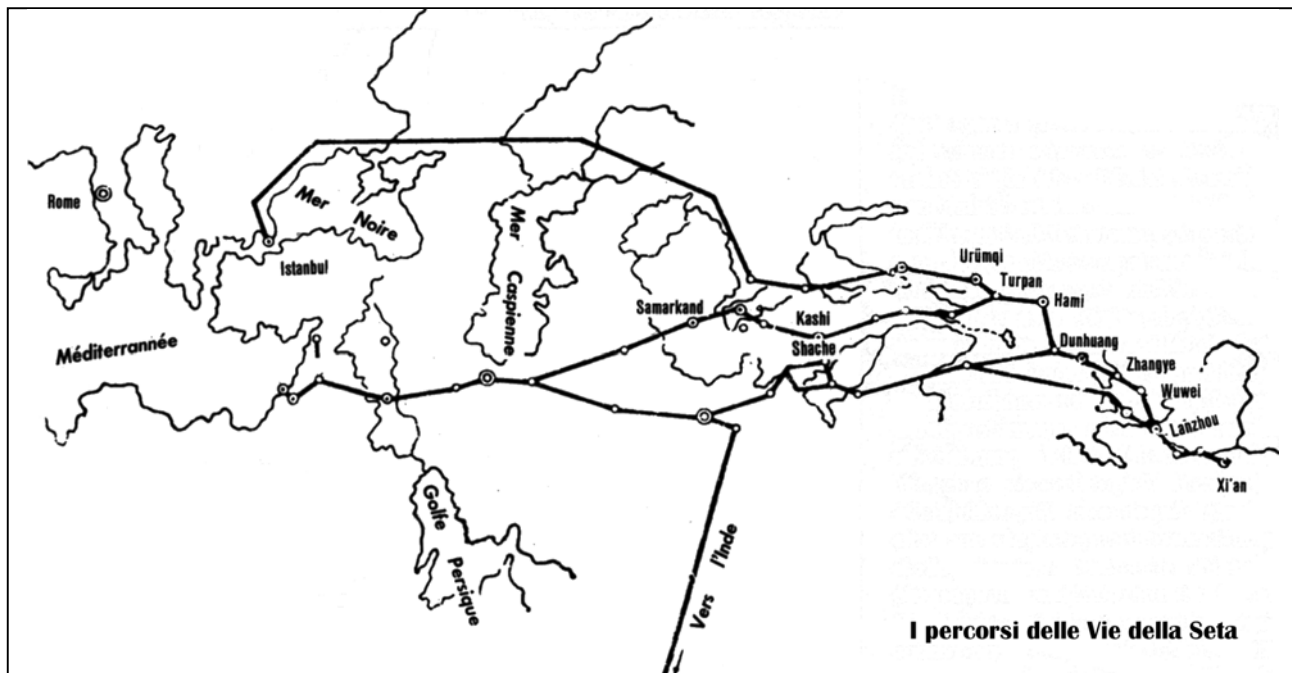 Rome
Mer
Noire
Istanbul
Mer
Caspienne
Méditerrannée
Samarkand
Kashi
Shache
Urümqi
Turpan
Hami
Dunhuang
Zhangye
Wuwei
Lanzhou
Xi'an
Golfe
Persique
Vers l'Inde
I percorsi delle Vie della Seta